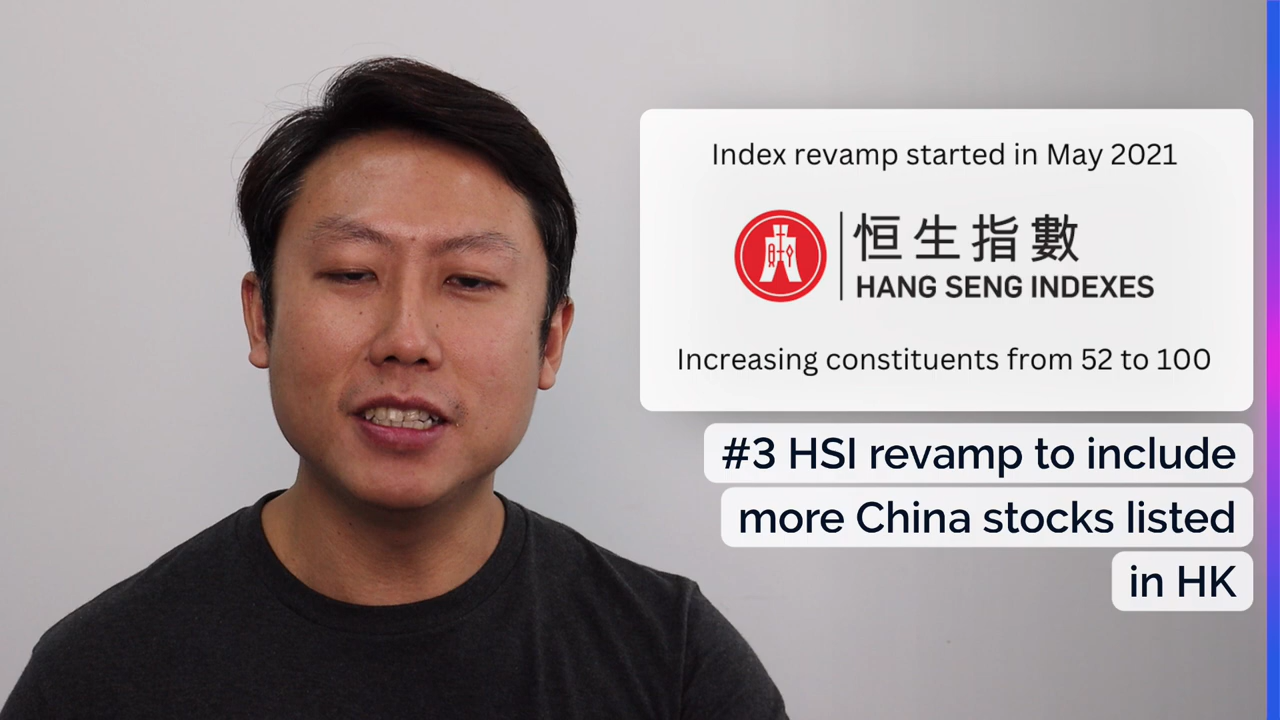 Index revamp started in May 2021
恒生指數
HANG SENG INDEXES
Increasing constituents from 52 to 100
#3 HSI revamp to include
more China stocks listed
in HK